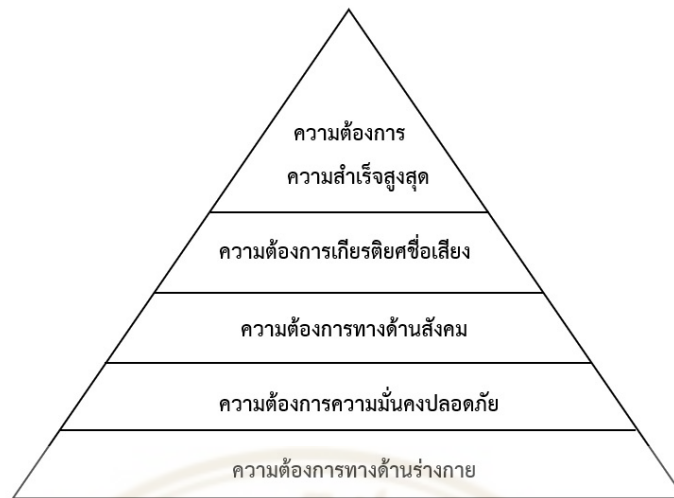 ความต้องการ
ความสำเร็จสูงสุด
ความต้องการเกียรติยศชื่อเสียง
ความต้องการทางด้านสังคม
ความต้องการความมั่นคงปลอดภัย
ความต้องการทางด้านร่างกาย